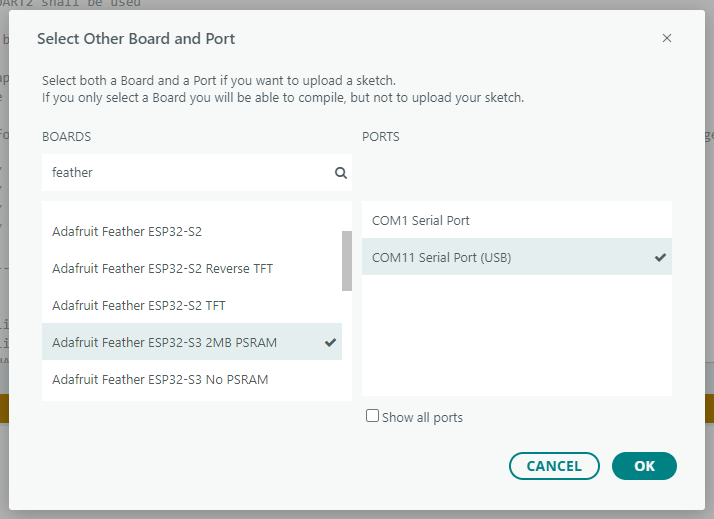 UART2 shall be used
Select Other Board and Port
Select both a Board and a Port if you want to upload a sketch.
If you only select a Board you will be able to compile, but not to upload your sketch.
BOARDS
PORTS
feather
Adafruit Feather ESP32-S2
Adafruit Feather ESP32-S2 Reverse TFT
Adafruit Feather ESP32-S2 TFT
Adafruit Feather ESP32-S3 2MB PSRAM
Adafruit Feather ESP32-S3 No PSRAM
COM1 Serial Port
COM11 Serial Port (USB)
Show all ports
CANCEL
OK